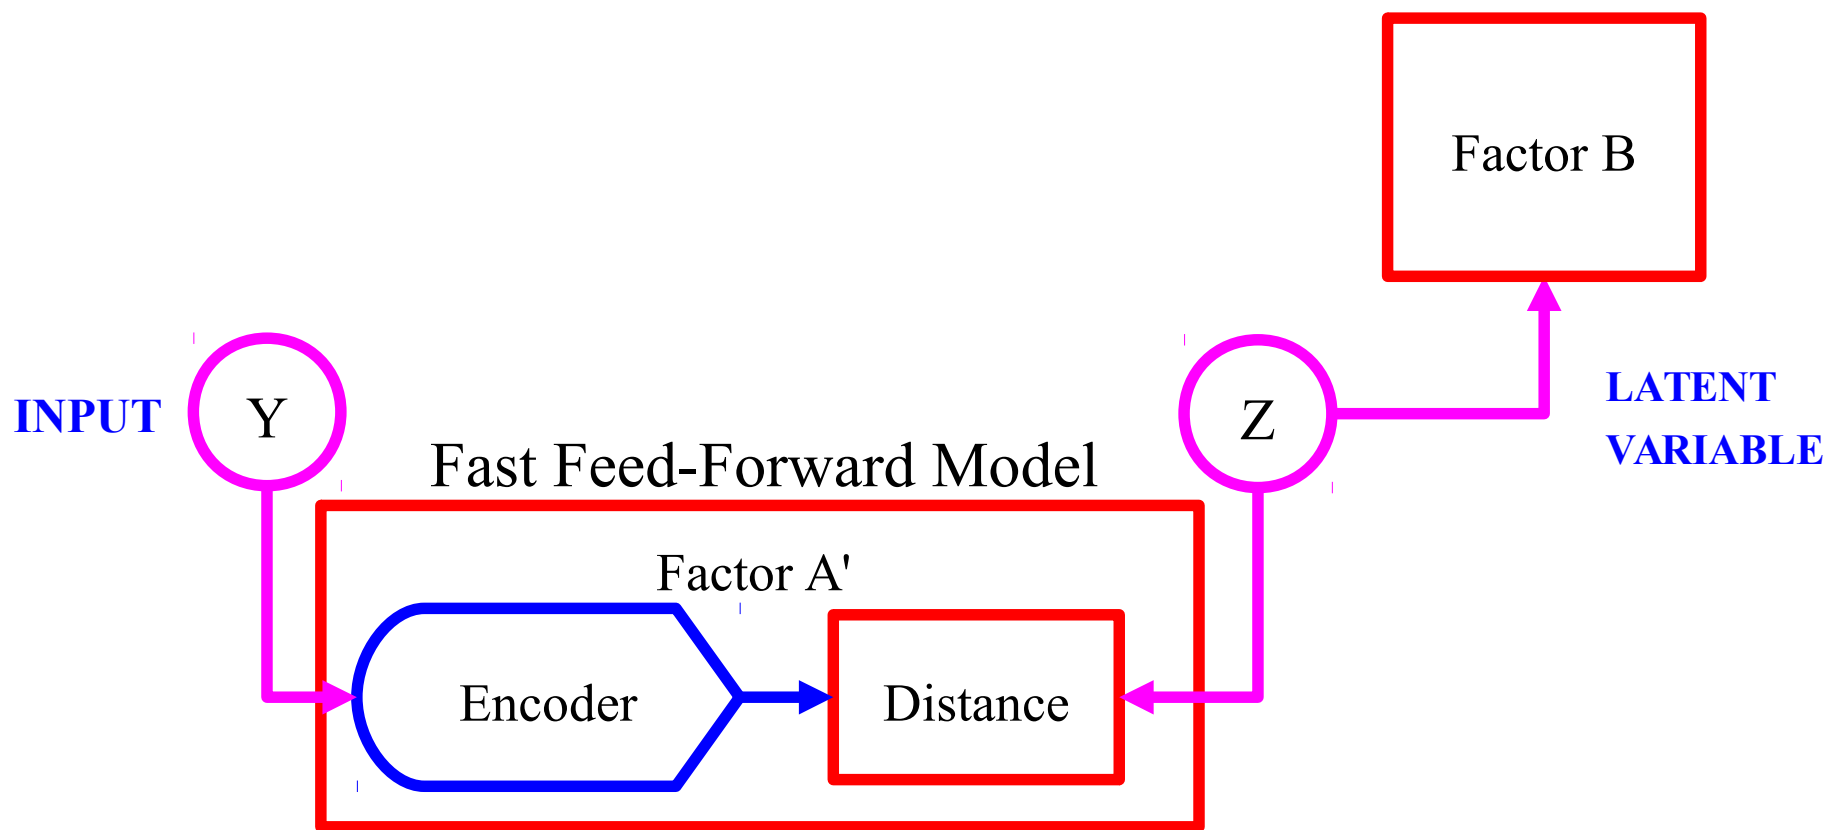 Factor B
INPUT
Y
Z
LATENT
VARIABLE
Fast Feed-Forward Model
Factor A'
Encoder
Distance